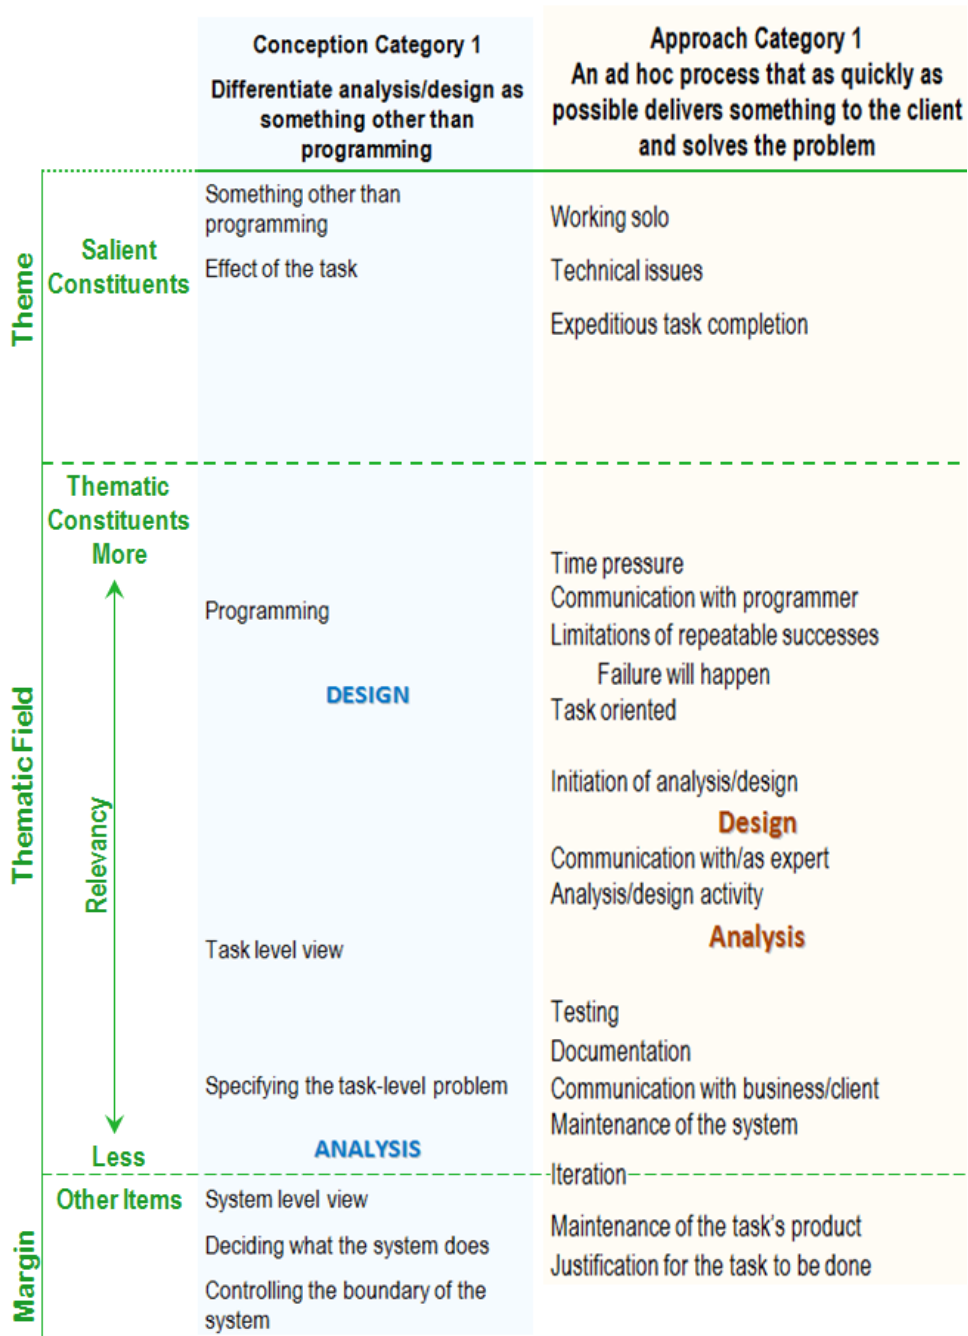 Conception Category 1
Differentiate analysis/design as
something other than
programming
Approach Category 1
An ad hoc process that as quickly as
possible delivers something to the client
and solves the problem
Theme
Salient
Constituents
Something other than
programming
Effect of the task
Working solo
Technical issues
Expeditious task completion
Thematic Field
Thematic
Constituents
More
Relevancy
Less
Programming
DESIGN
Task level view
Specifying the task-level problem
ANALYSIS
Time pressure
Communication with programmer
Limitations of repeatable successes
Failure will happen
Task oriented
Initiation of analysis/design
Design
Communication with/as expert
Analysis/design activity
Analysis
Testing
Documentation
Communication with business/client
Maintenance of the system
Iteration
Margin
Other Items
System level view
Deciding what the system does
Controlling the boundary of the
system
Maintenance of the task's product
Justification for the task to be done